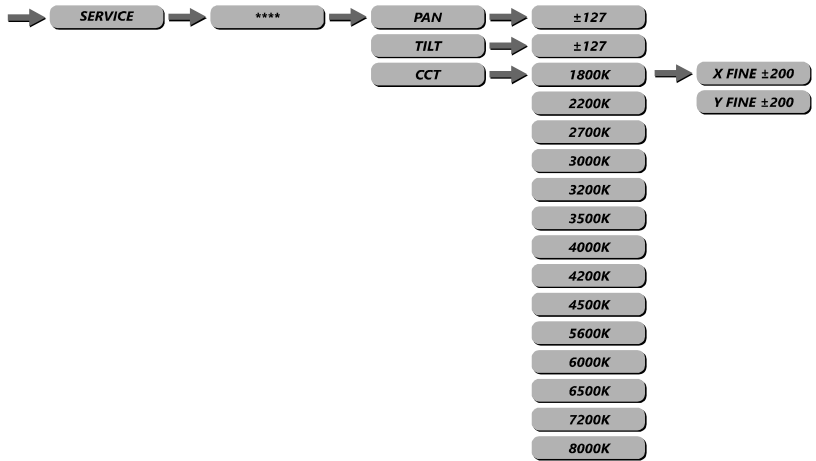 SERVICE **** PAN ±127
TILT ±127
CCT 1800K X FINE ±200
2200K Y FINE ±200
2700K
3000K
3200K
3500K
4000K
4200K
4500K
5600K
6000K
6500K
7200K
8000K